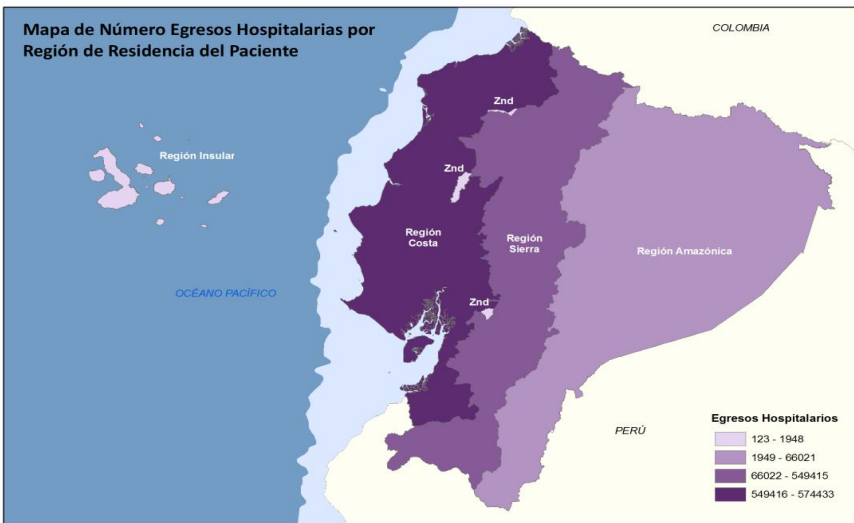 Mapa de Número Egresos Hospitalarias por
Región de Residencia del Paciente
COLOMBIA
Znd
Región Insular
Znd
Región
Costa
Región
Sierra
Región Amazónica
OCÉANO PACÍFICO
Znd
PERÚ
Egresos Hospitalarios
123 - 1948
1949 - 66021
66022 - 549415
549416 - 574433